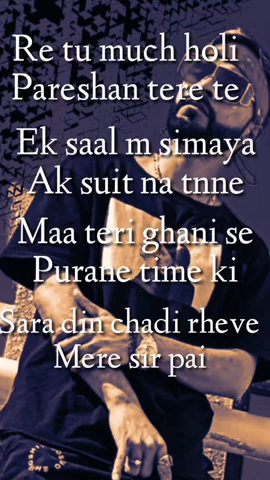 Re tu much holi
Pareshan tere te
Ek saal m simaya
Ak suit na tnne
Maa teri ghani se
Purane time ki
Sara din chadi rheve
Mere sir pai